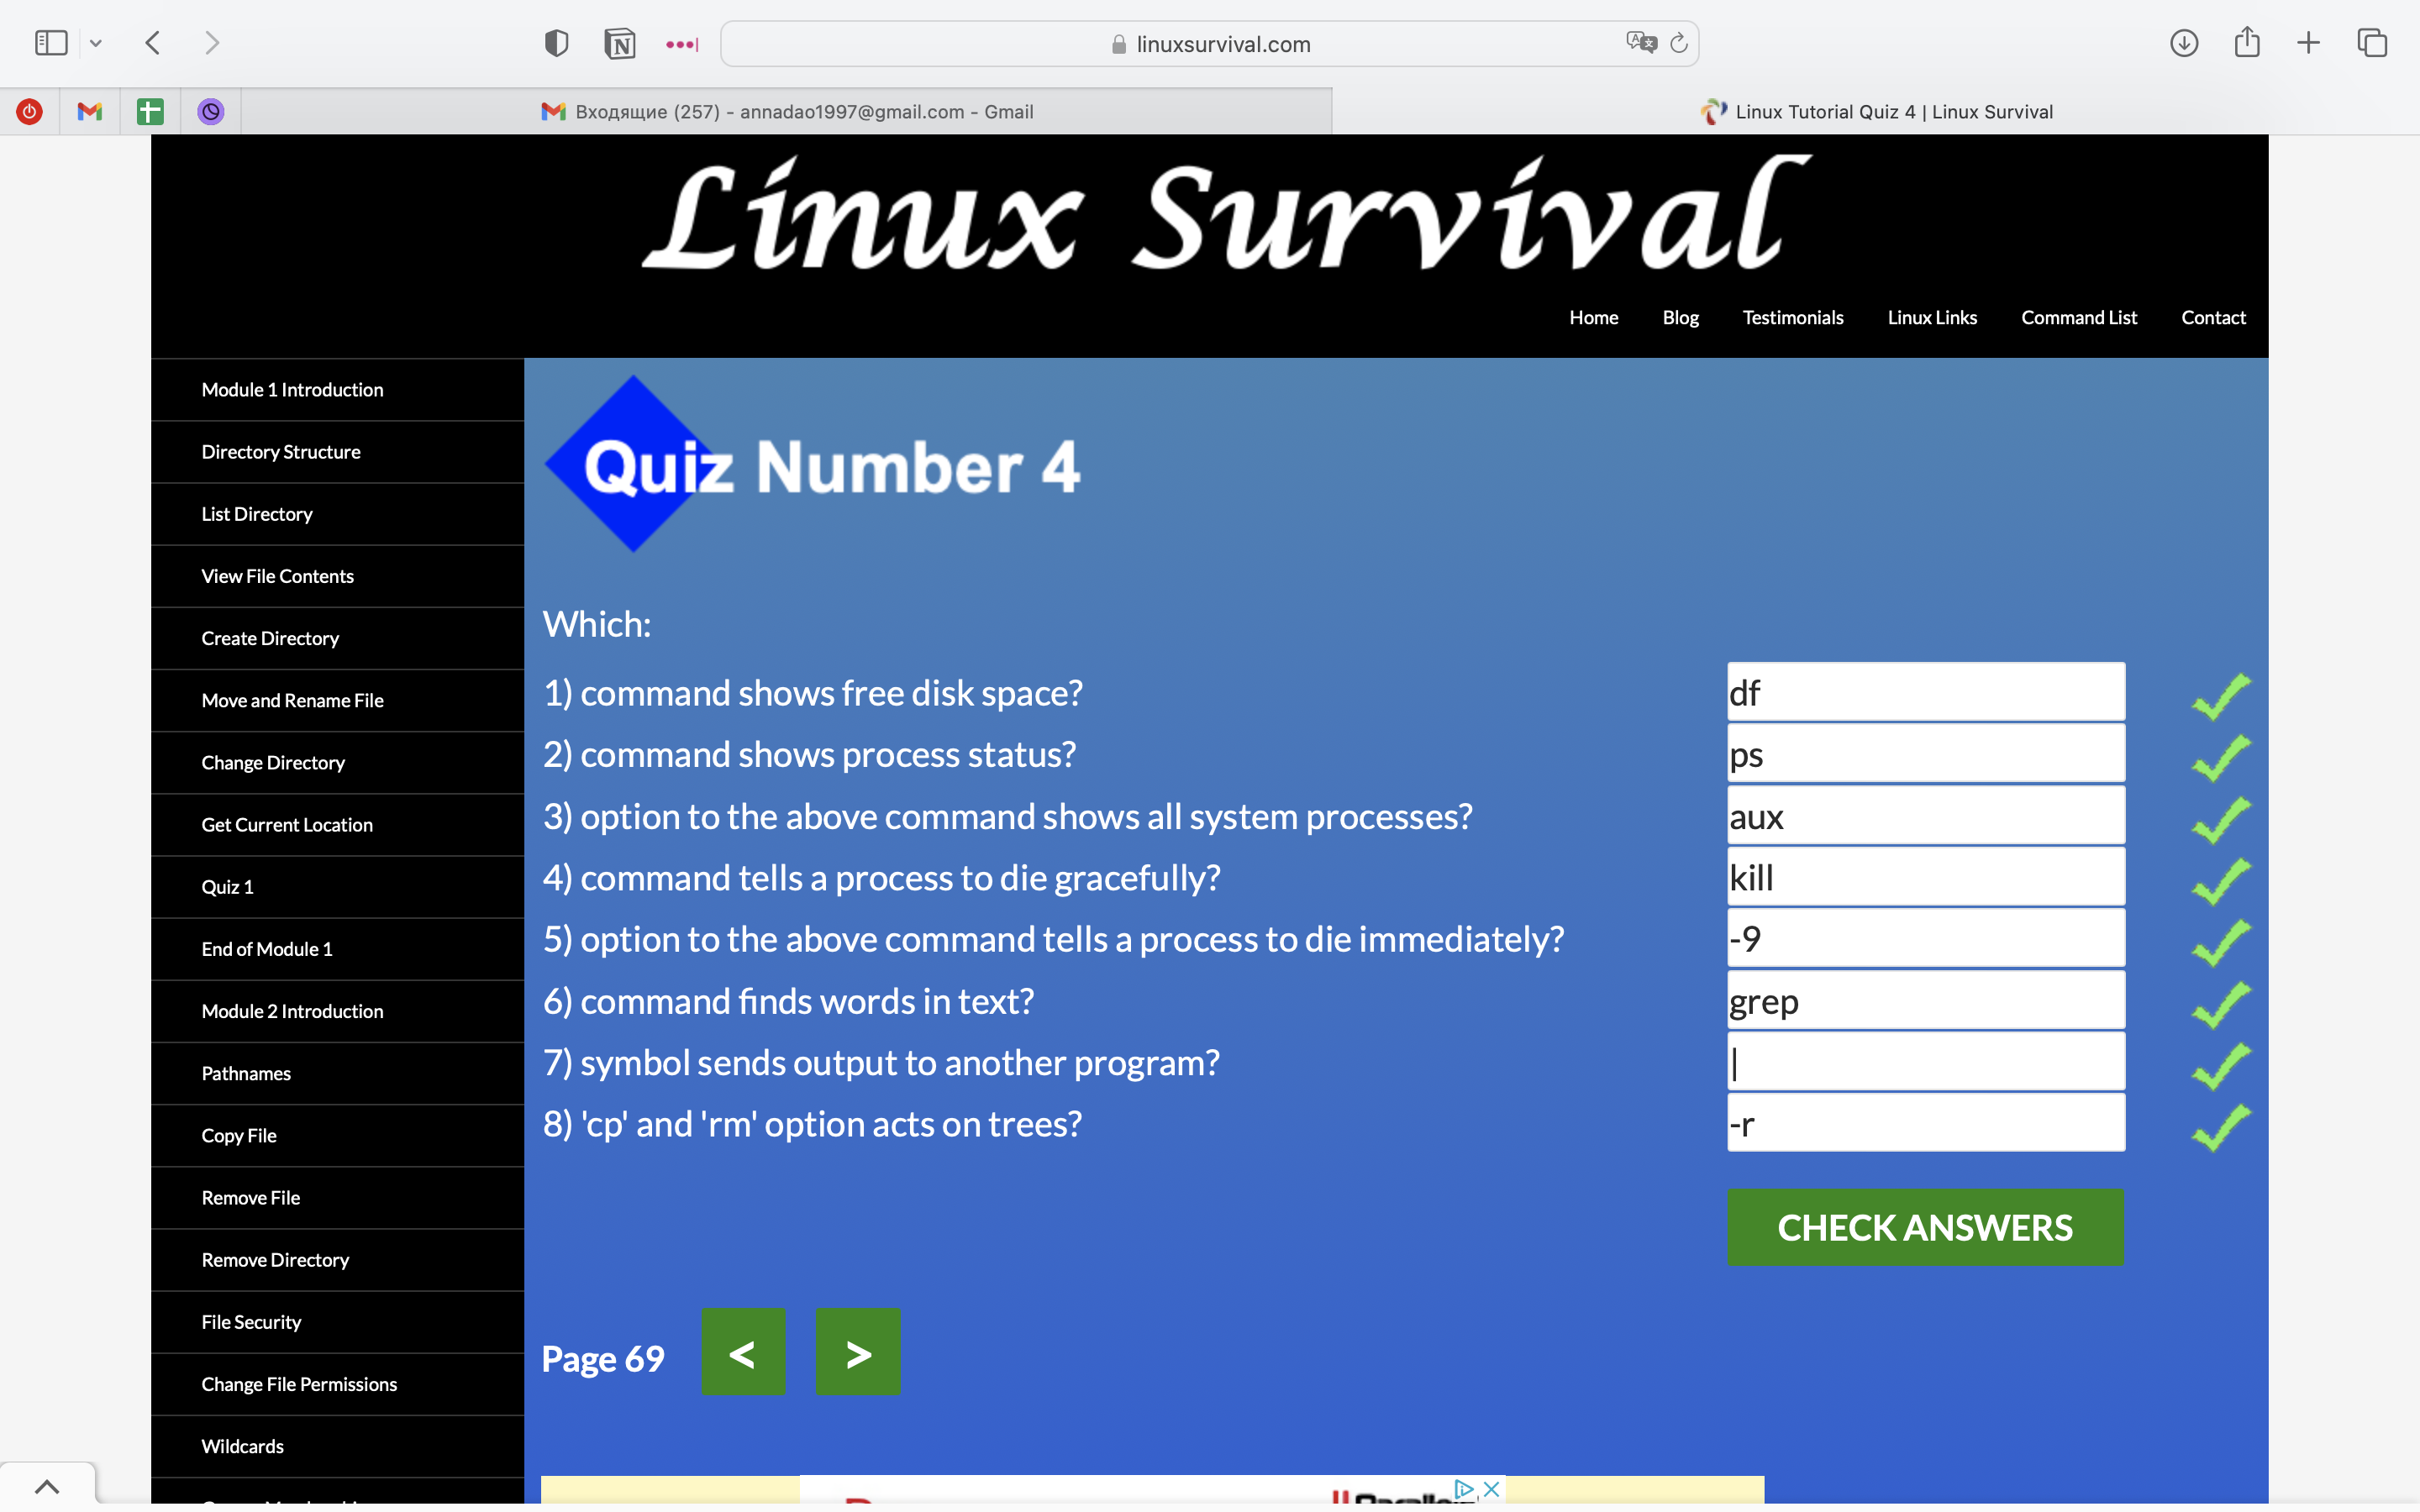 linuxsurvival.com
Входящие (257) - annadao1997@gmail.com - Gmail
Linux Tutorial Quiz 4 | Linux Survival
Linux Survival
Home Blog Testimonials Linux Links Command List Contact
Module 1 Introduction
Directory Structure
List Directory
View File Contents
Create Directory
Move and Rename File
Change Directory
Get Current Location
Quiz 1
End of Module 1
Module 2 Introduction
Pathnames
Copy File
Remove File
Remove Directory
File Security
Change File Permissions
Wildcards
Quiz Number 4
Which:
1) command shows free disk space? df
2) command shows process status? ps
3) option to the above command shows all system processes? aux
4) command tells a process to die gracefully? kill
5) option to the above command tells a process to die immediately? -9
6) command finds words in text? grep
7) symbol sends output to another program? |
8) 'cp' and 'rm' option acts on trees? -r
CHECK ANSWERS
Page 69 < >